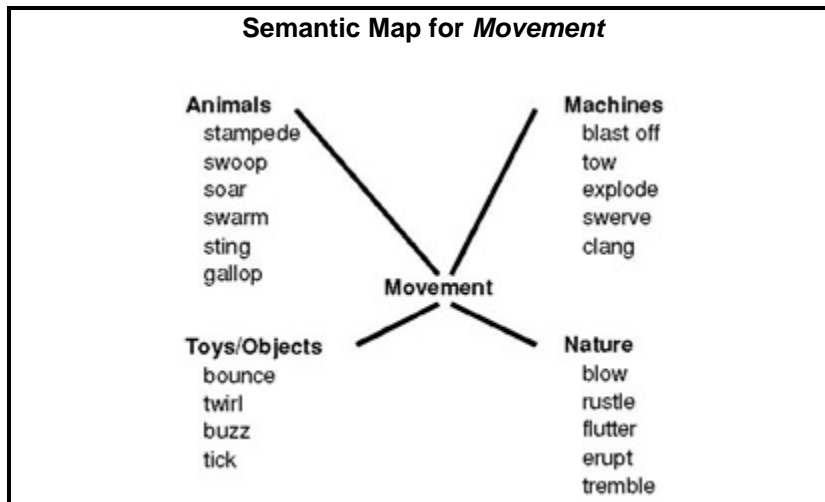 Semantic Map for Movement
Animals
stampede
swoop
soar
swarm
sting
gallop
Machines
blast off
tow
explode
swerve
clang
Movement
Toys/Objects
bounce
twirl
buzz
tick
Nature
blow
rustle
flutter
erupt
tremble